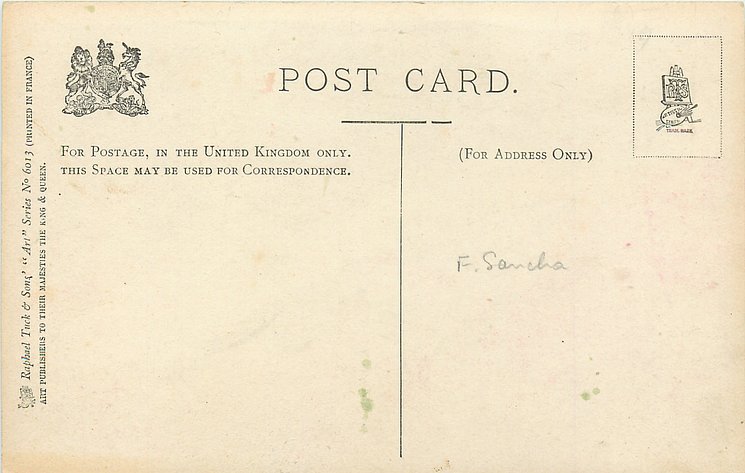 POST CARD.
FOR POSTAGE, IN THE UNITED KINGDOM ONLY.
THIS SPACE MAY BE USED FOR CORRESPONDENCE.
(FOR ADDRESS ONLY)
F. Sancha
Raphael Tuck & Sons' "Art" Series No 6013 (PRINTED IN FRANCE)
ART PUBLISHERS TO THEIR MAJESTIES THE KING & QUEEN.
TRADE MARK